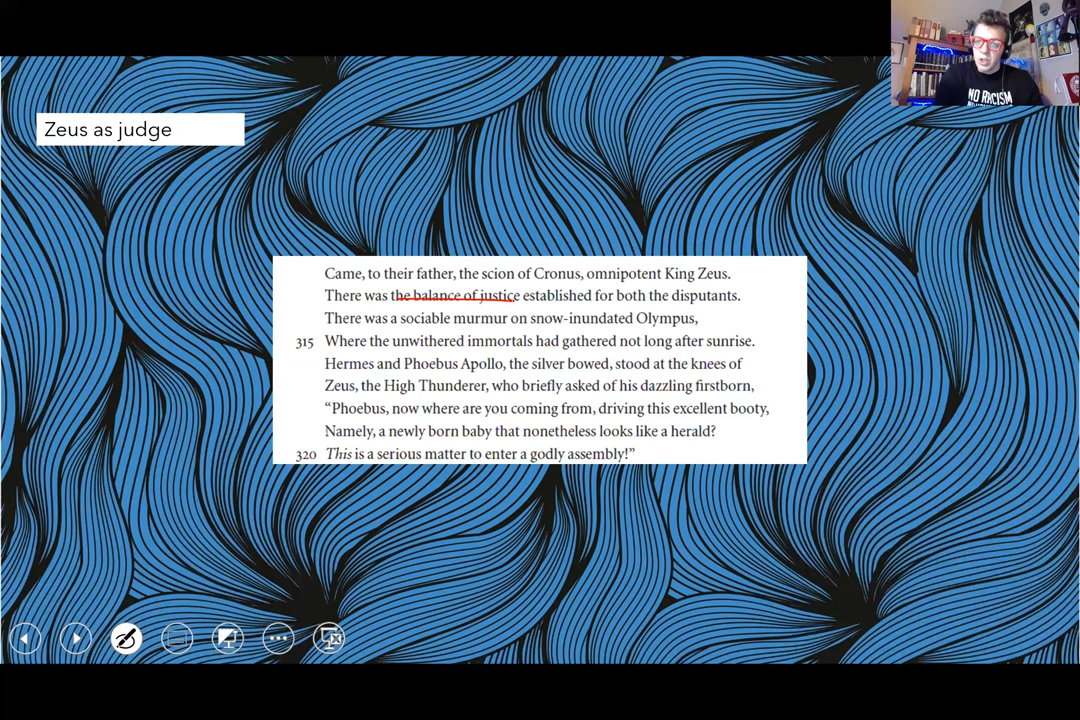 NO RACISM
Zeus as judge
Came, to their father, the scion of Cronus, omnipotent King Zeus.
There was the balance of justice established for both the disputants.
There was a sociable murmur on snow-inundated Olympus,
315 Where the unwithered immortals had gathered not long after sunrise.
Hermes and Phoebus Apollo, the silver bowed, stood at the knees of
Zeus, the High Thunderer, who briefly asked of his dazzling firstborn,
“Phoebus, now where are you coming from, driving this excellent booty,
Namely, a newly born baby that nonetheless looks like a herald?
320 This is a serious matter to enter a godly assembly!”